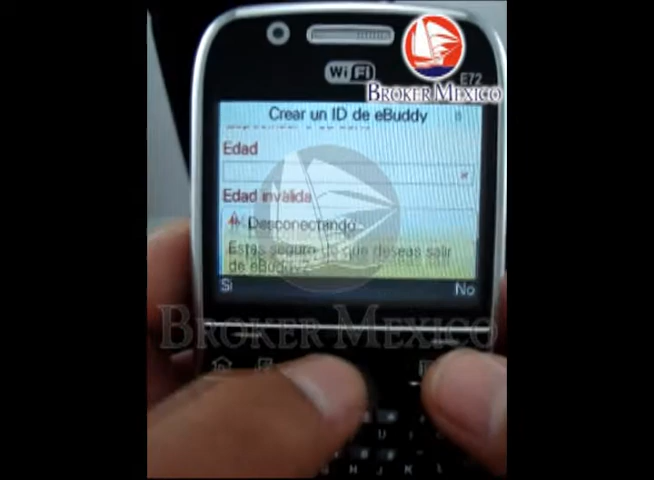 WiFi
E72
BROKER MEXICO
Crear un ID de eBuddy
Edad
Edad inválida
Desconectando
Estas seguro de que deseas salir
de eBuddy?
Si
No
BROKER MEXICO